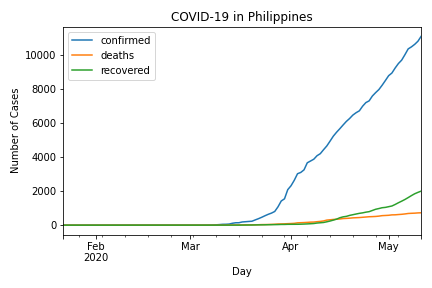 COVID-19 in Philippines
confirmed
deaths
recovered
Number of Cases
10000
8000
6000
4000
2000
0
Feb
2020
Mar
Apr
May
Day